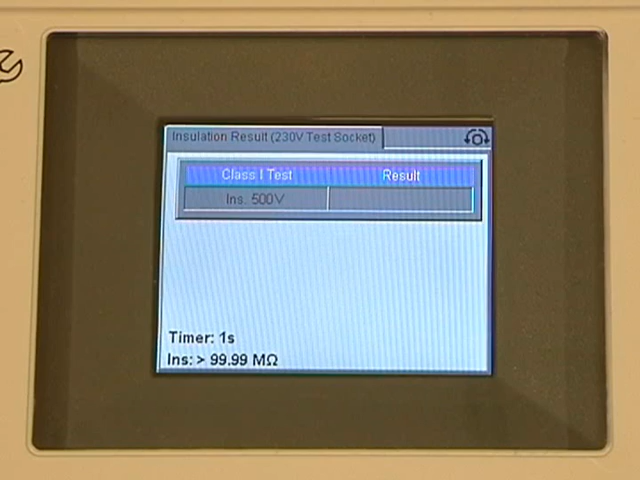 Insulation Result (230V Test Socket)
Class I Test Result
Ins. 500V
Timer: 1s
Ins: > 99.99 MΩ